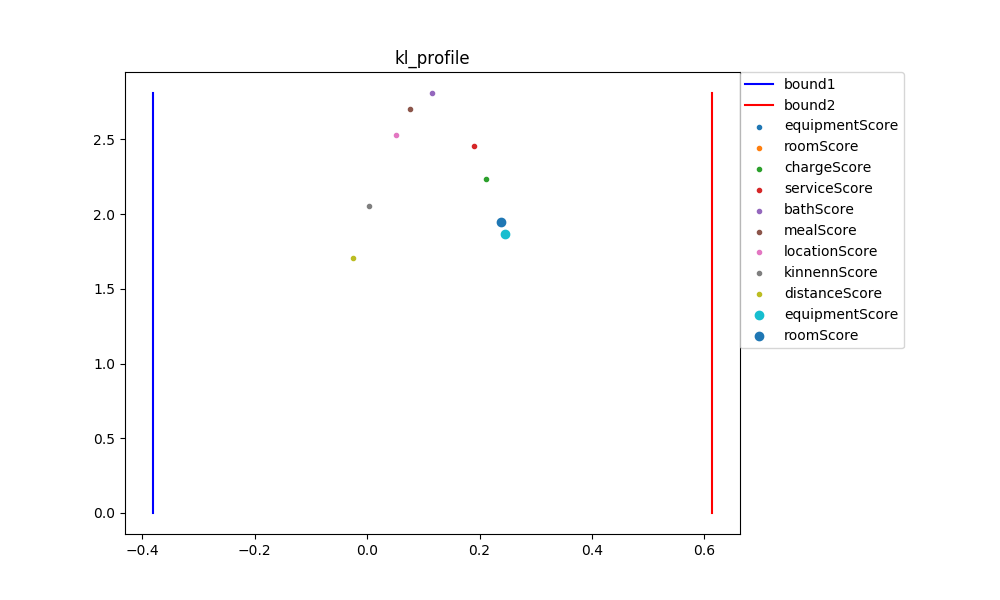 kl_profile
2.5
2.0
1.5
1.0
0.5
0.0
−0.4
−0.2
0.0
0.2
0.4
0.6
bound1
bound2
equipmentScore
roomScore
chargeScore
serviceScore
bathScore
mealScore
locationScore
kinnennScore
distanceScore
equipmentScore
roomScore